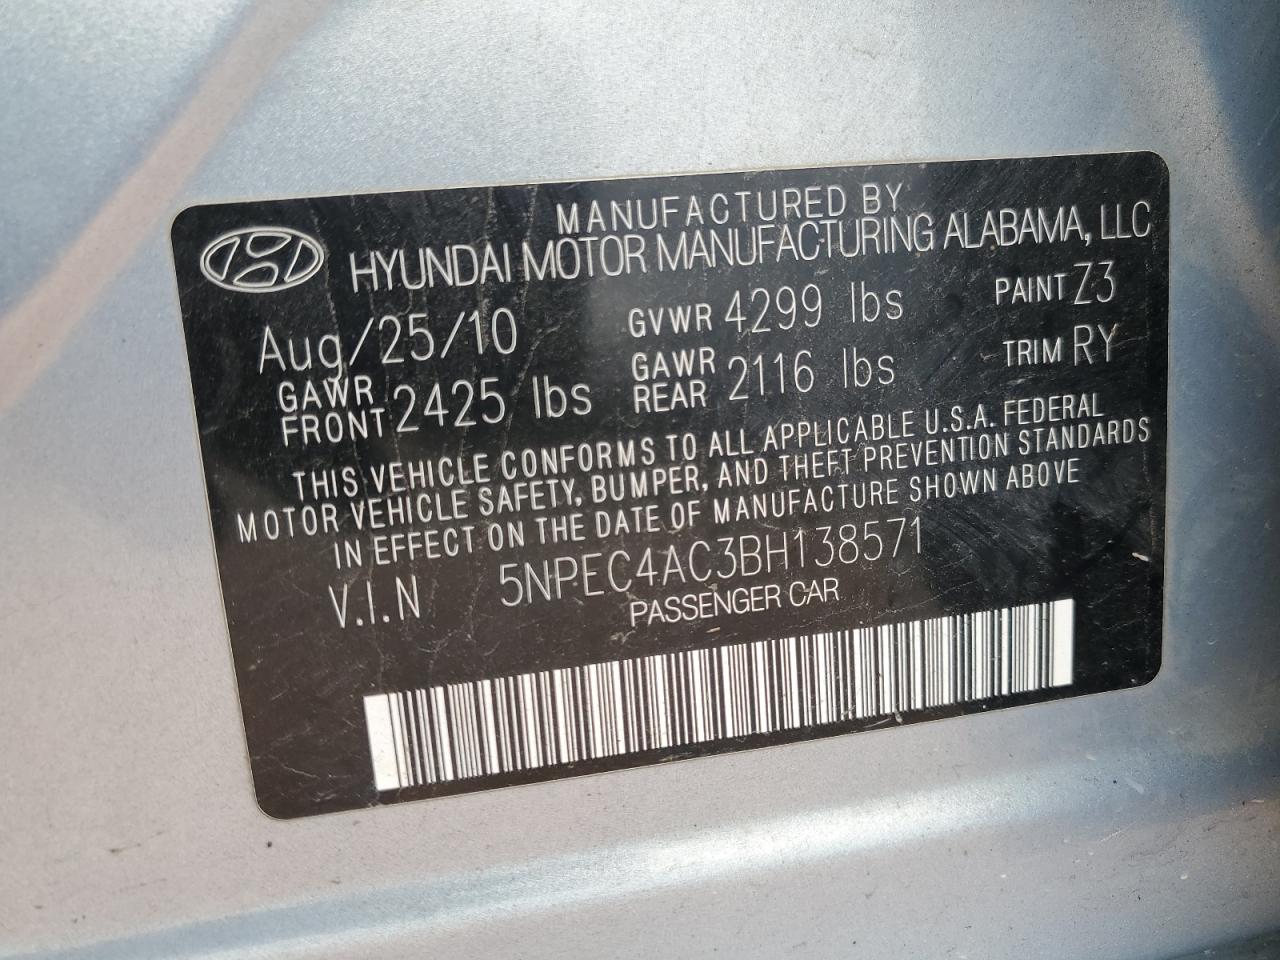 MANUFACTURED BY
HYUNDAI MOTOR MANUFACTURING ALABAMA, LLC
Aug/25/10 GVWR 4299 lbs PAINT Z3
GAWR FRONT 2425 lbs GAWR REAR 2116 lbs TRIM RY
THIS VEHICLE CONFORMS TO ALL APPLICABLE U.S.A. FEDERAL
MOTOR VEHICLE SAFETY, BUMPER, AND THEFT PREVENTION STANDARDS
IN EFFECT ON THE DATE OF MANUFACTURE SHOWN ABOVE
V.I.N 5NPEC4AC3BH138571
PASSENGER CAR